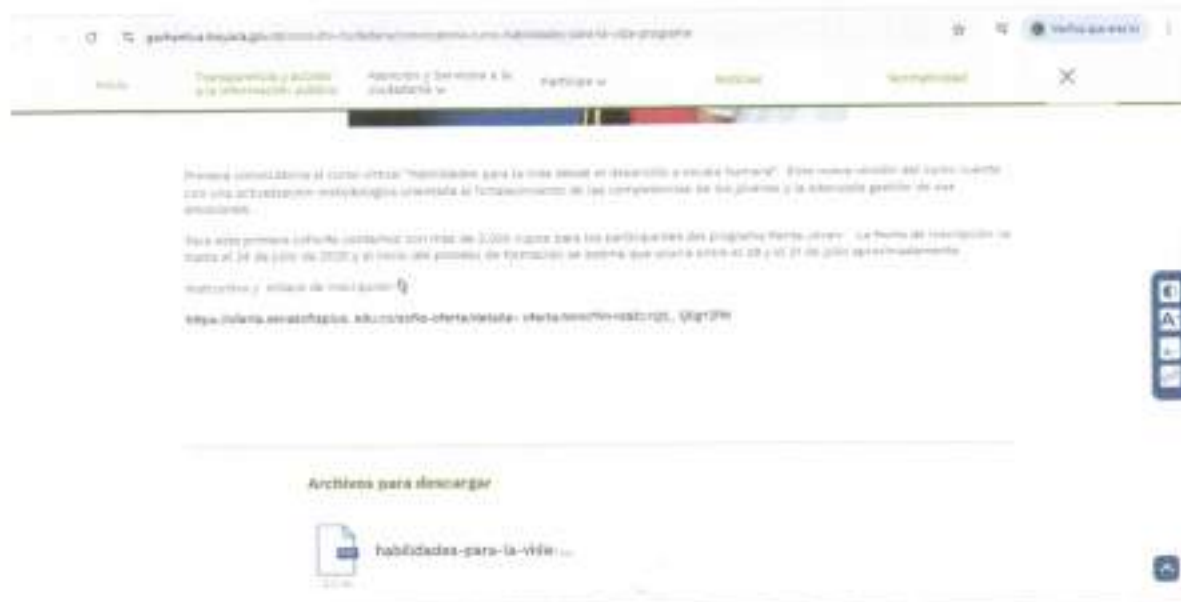 Inicio
Transparencia y acceso a la información pública
Atención y Servicios a la ciudadanía
Participa
Noticias
Normatividad
Primera convocatoria al curso virtual "Habilidades para la vida desde el desarrollo a escala humana". Esta nueva versión del curso cuenta
con una actualización metodológica orientada al fortalecimiento de las competencias de los jóvenes y la adecuada gestión de sus
emociones.
Para esta primera cohorte contamos con más de 2.000 cupos para los participantes del programa Renta Joven. La fecha de inscripción es
hasta el 24 de julio de 2025 y el inicio del proceso de formación se estima que ocurra entre el 28 y el 31 de julio aproximadamente.
Instructivo y enlace de inscripción
Archivos para descargar
habilidades-para-la-vida-...